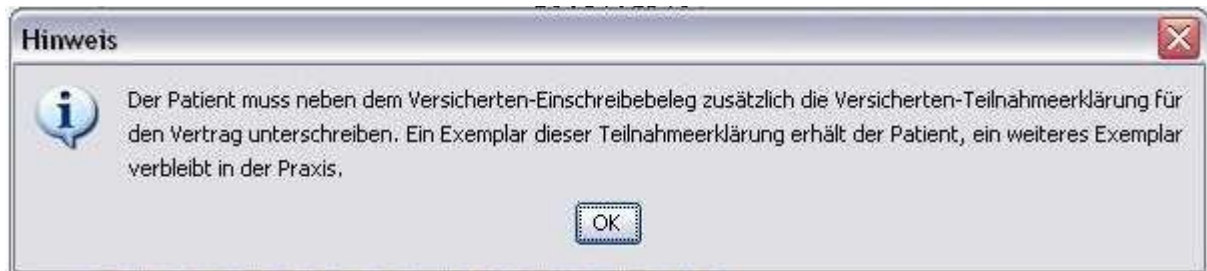 Hinweis
Der Patient muss neben dem Versicherten-Einschreibebeleg zusätzlich die Versicherten-Teilnahmeerklärung für
den Vertrag unterschreiben. Ein Exemplar dieser Teilnahmeerklärung erhält der Patient, ein weiteres Exemplar
verbleibt in der Praxis.
OK